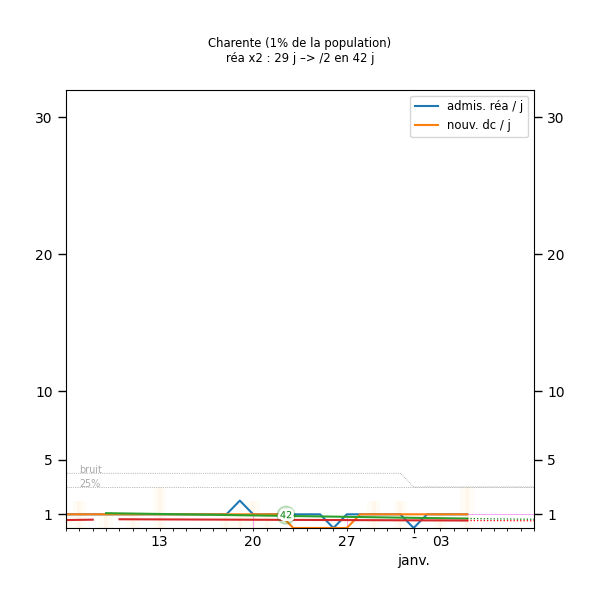 Charente (1% de la population)
réa x2 : 29 j –> /2 en 42 j
admis. réa / j
nouv. dc / j
30
30
20
20
10
10
5
5
bruit
25%
1
42
1
13
20
27
-
03
janv.